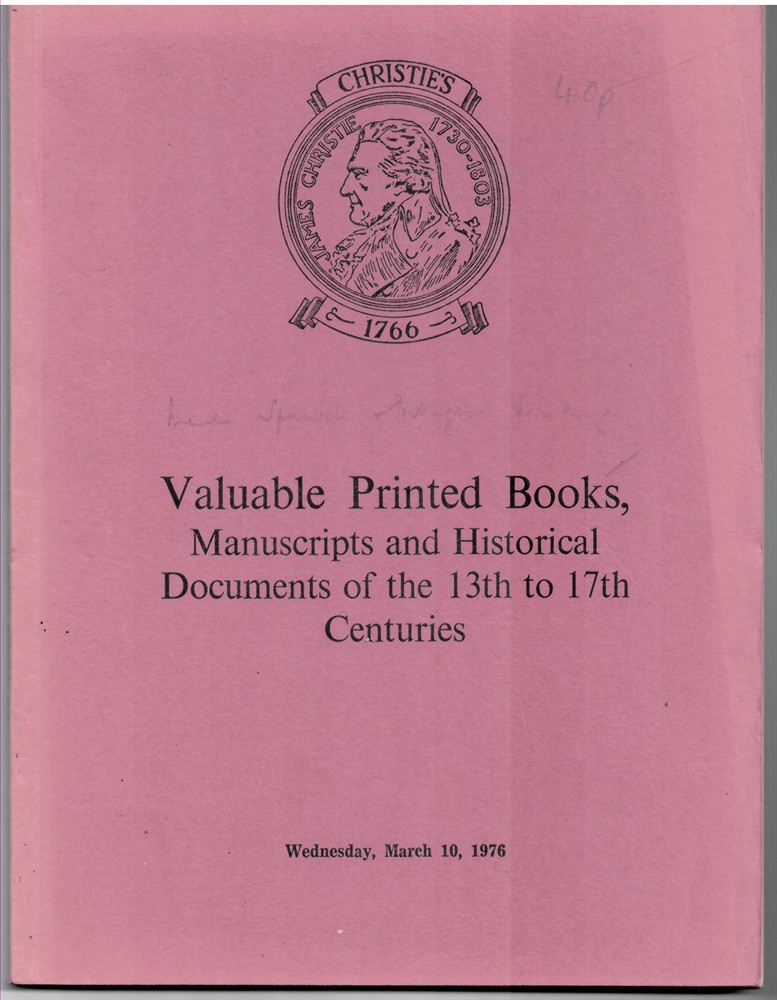 CHRISTIE'S
JAMES CHRISTIE 1730-1803
1766
40p
Valuable Printed Books,
Manuscripts and Historical
Documents of the 13th to 17th
Centuries
Wednesday, March 10, 1976